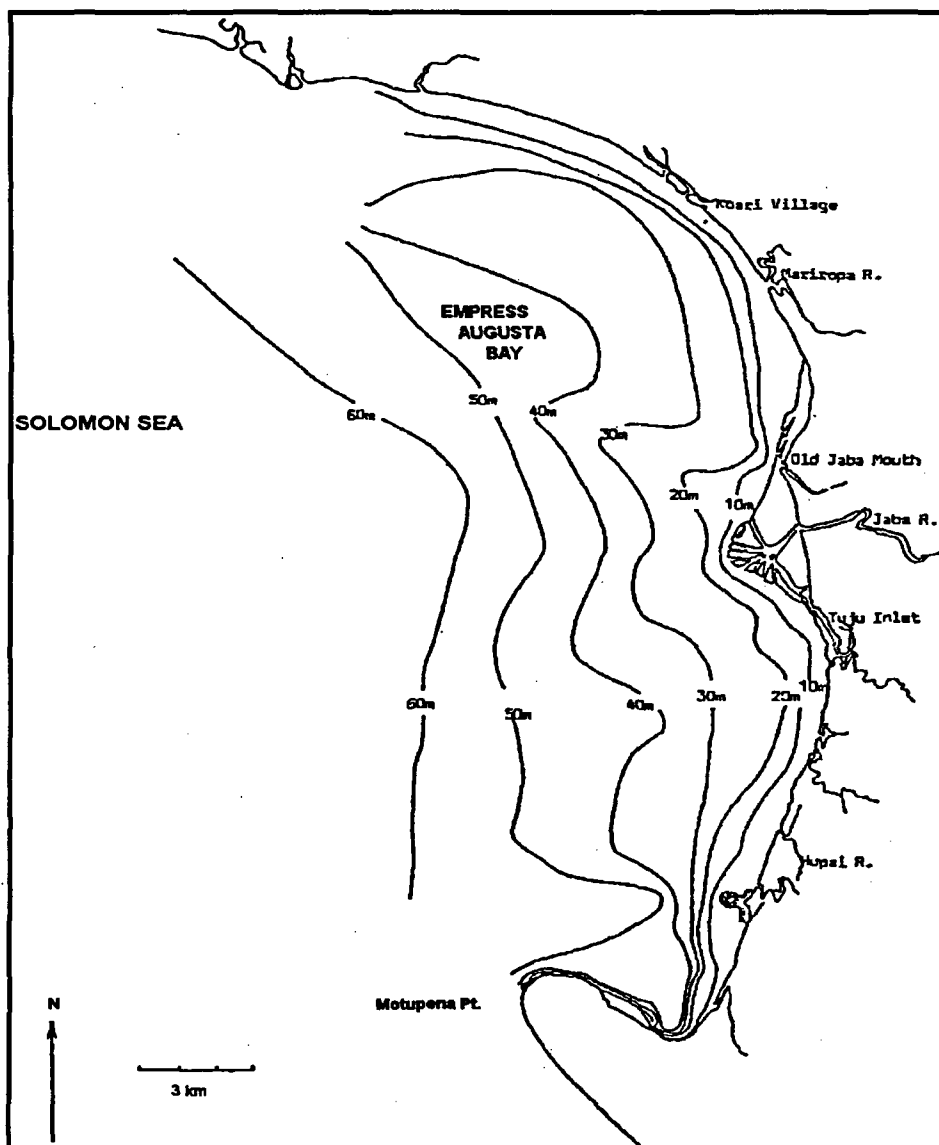 Koari Village
Mariropa R.
EMPRESS
AUGUSTA
BAY
50m
40m
60m
SOLOMON SEA
30m
Old Jaba Mouth
20m
10m
Jaba R.
Tuju Inlet
10m
60m
50m
40m
30m
20m
Hupai R.
Motupena Pt.
N
3 km